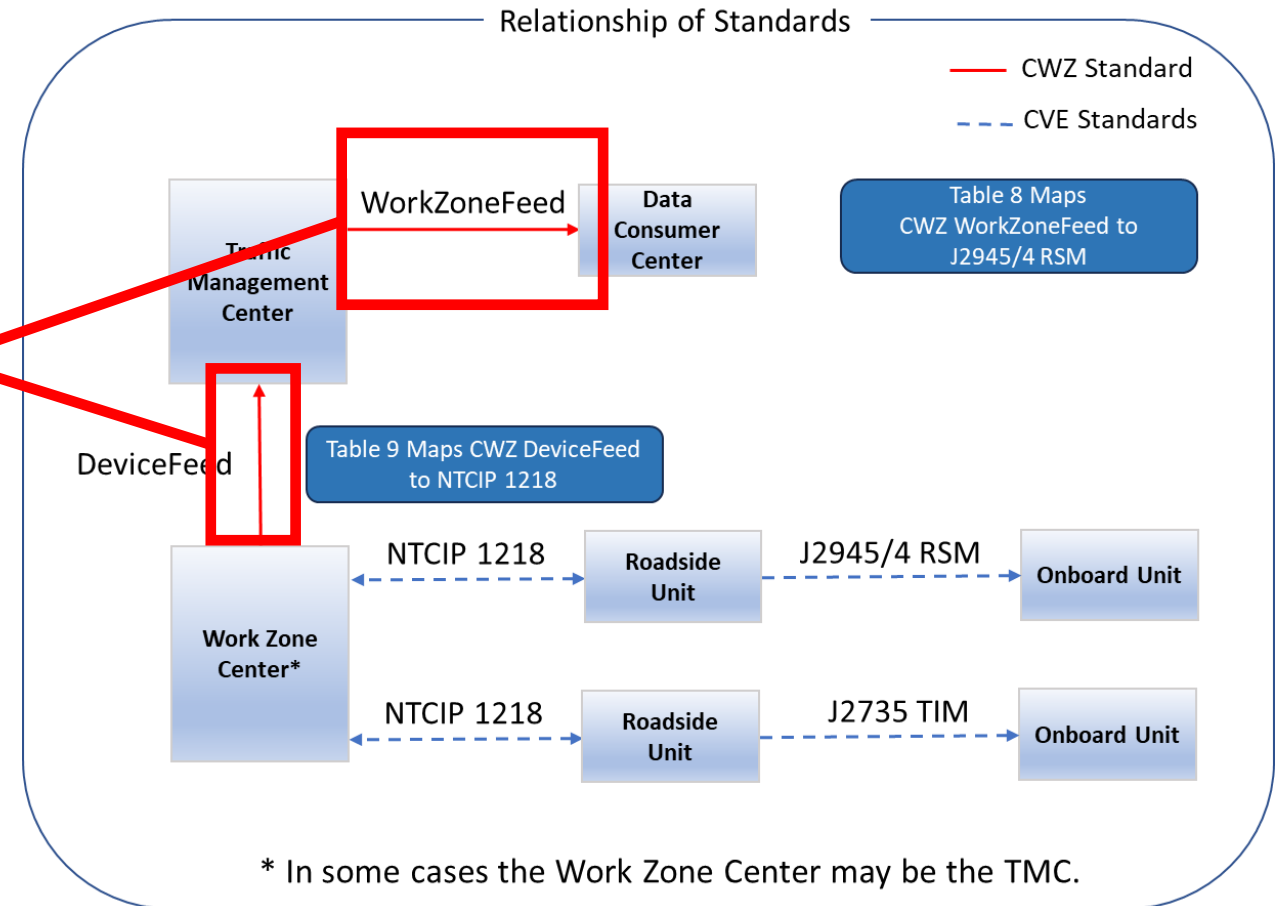 Relationship of Standards
CWZ Standard
CVE Standards
WorkZoneFeed
Traffic
Management
Center
Data
Consumer
Center
Table 8 Maps
CWZ WorkZoneFeed to
J2945/4 RSM
DeviceFeed
Table 9 Maps CWZ DeviceFeed
to NTCIP 1218
Work Zone
Center*
NTCIP 1218
Roadside
Unit
J2945/4 RSM
Onboard Unit
NTCIP 1218
Roadside
Unit
J2735 TIM
Onboard Unit
* In some cases the Work Zone Center may be the TMC.